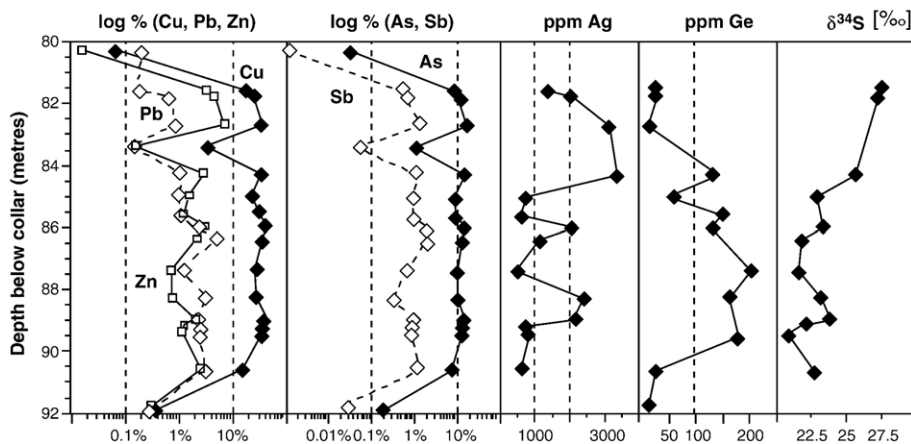 log % (Cu, Pb, Zn) log % (As, Sb) ppm Ag ppm Ge δ³⁴S [‰]
80
82
84
86
88
90
92
Depth below collar (metres)
Cu
Pb
Zn
As
Sb
0.1% 1% 10% 0.01% 0.1% 1% 10% 1000 3000 50 100 150 200 22.5 25 27.5